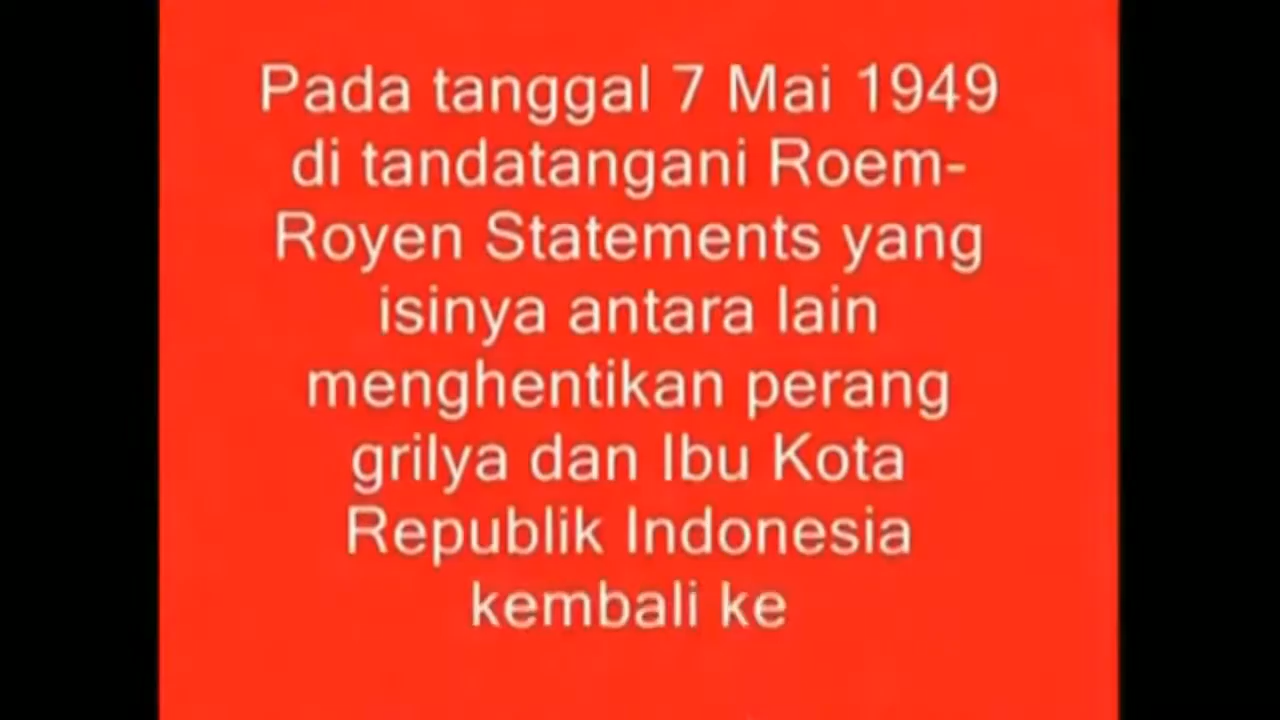 Pada tanggal 7 Mai 1949
di tandatangani Roem-
Royen Statements yang
isinya antara lain
menghentikan perang
grilya dan Ibu Kota
Republik Indonesia
kembali ke